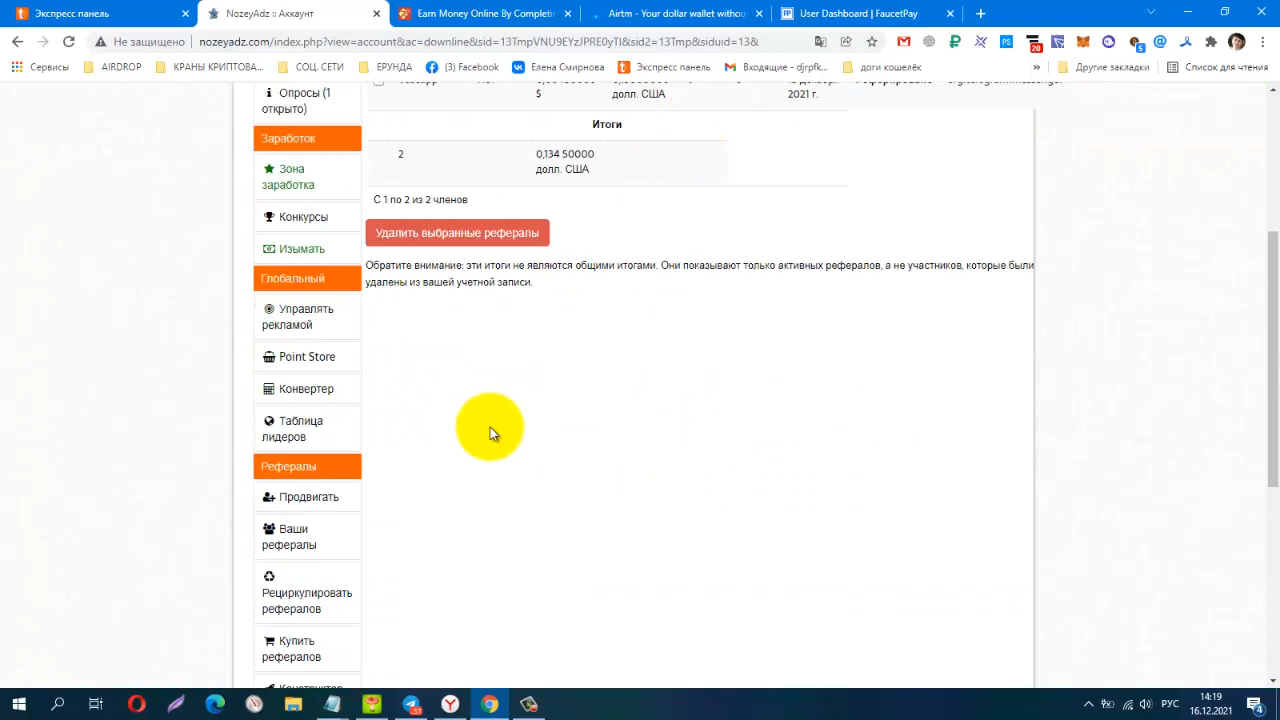 Экспресс панель
NozeyAdz :: Аккаунт
Earn Money Online By Completin
Airtm - Your dollar wallet withou
User Dashboard | FaucetPay
Не защищено
nozeyadz.com/index.php?view=account&ac=downline&sid=13TmpVNU9EYzJPRF0yTl&sid2=13Tmp&siduid=13&
20
5
Сервисы
AIRDROP
КРАНЫ КРИПТОВА...
СОЦ. СЕТИ
ЕРУНДА
(3) Facebook
Елена Смирнова
Экспресс панель
Входящие - djrpfk...
доги кошелёк
»
Другие закладки
Список для чтения
$
долл. США
2021 г.
Итоги
2
0,134 50000
долл. США
С 1 по 2 из 2 членов
Удалить выбранные рефералы
Обратите внимание: эти итоги не являются общими итогами. Они показывают только активных рефералов, а не участников, которые были
удалены из вашей учетной записи.
Опросы (1
открыто)
Заработок
Зона
заработка
Конкурсы
Изымать
Глобальный
Управлять
рекламой
Point Store
Конвертер
Таблица
лидеров
Рефералы
Продвигать
Ваши
рефералы
Рециркулировать
рефералов
Купить
рефералов
37
РУС
14:19
16.12.2021
4